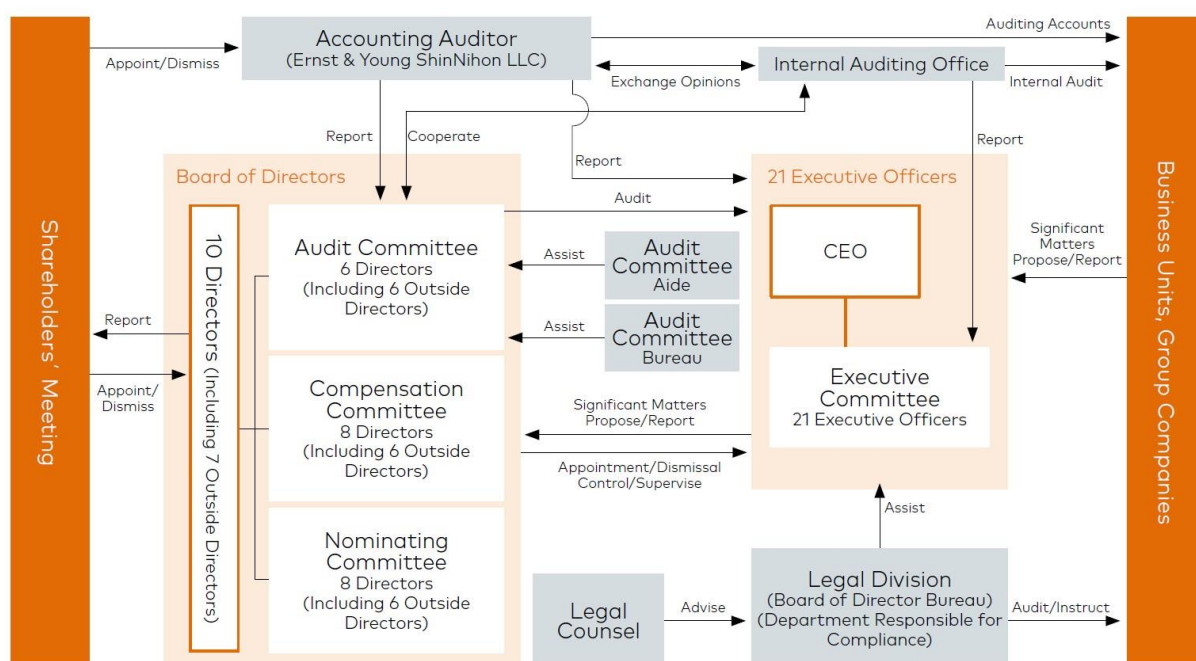 Accounting Auditor
(Ernst & Young ShinNihon LLC)
Auditing Accounts
Appoint/Dismiss
Exchange Opinions
Internal Auditing Office
Internal Audit
Report
Cooperate
Report
Report
Shareholders' Meeting
Board of Directors
10 Directors (Including 7 Outside Directors)
Audit Committee
6 Directors
(Including 6 Outside
Directors)
Audit
Assist
Audit
Committee
Aide
Assist
Audit
Committee
Bureau
21 Executive Officers
CEO
Executive
Committee
21 Executive Officers
Significant
Matters
Propose/Report
Business Units, Group Companies
Report
Appoint/
Dismiss
Compensation
Committee
8 Directors
(Including 6 Outside
Directors)
Significant Matters
Propose/Report
Appointment/Dismissal
Control/Supervise
Nominating
Committee
8 Directors
(Including 6 Outside
Directors)
Assist
Legal
Counsel
Advise
Legal Division
(Board of Director Bureau)
(Department Responsible for
Compliance)
Audit/Instruct